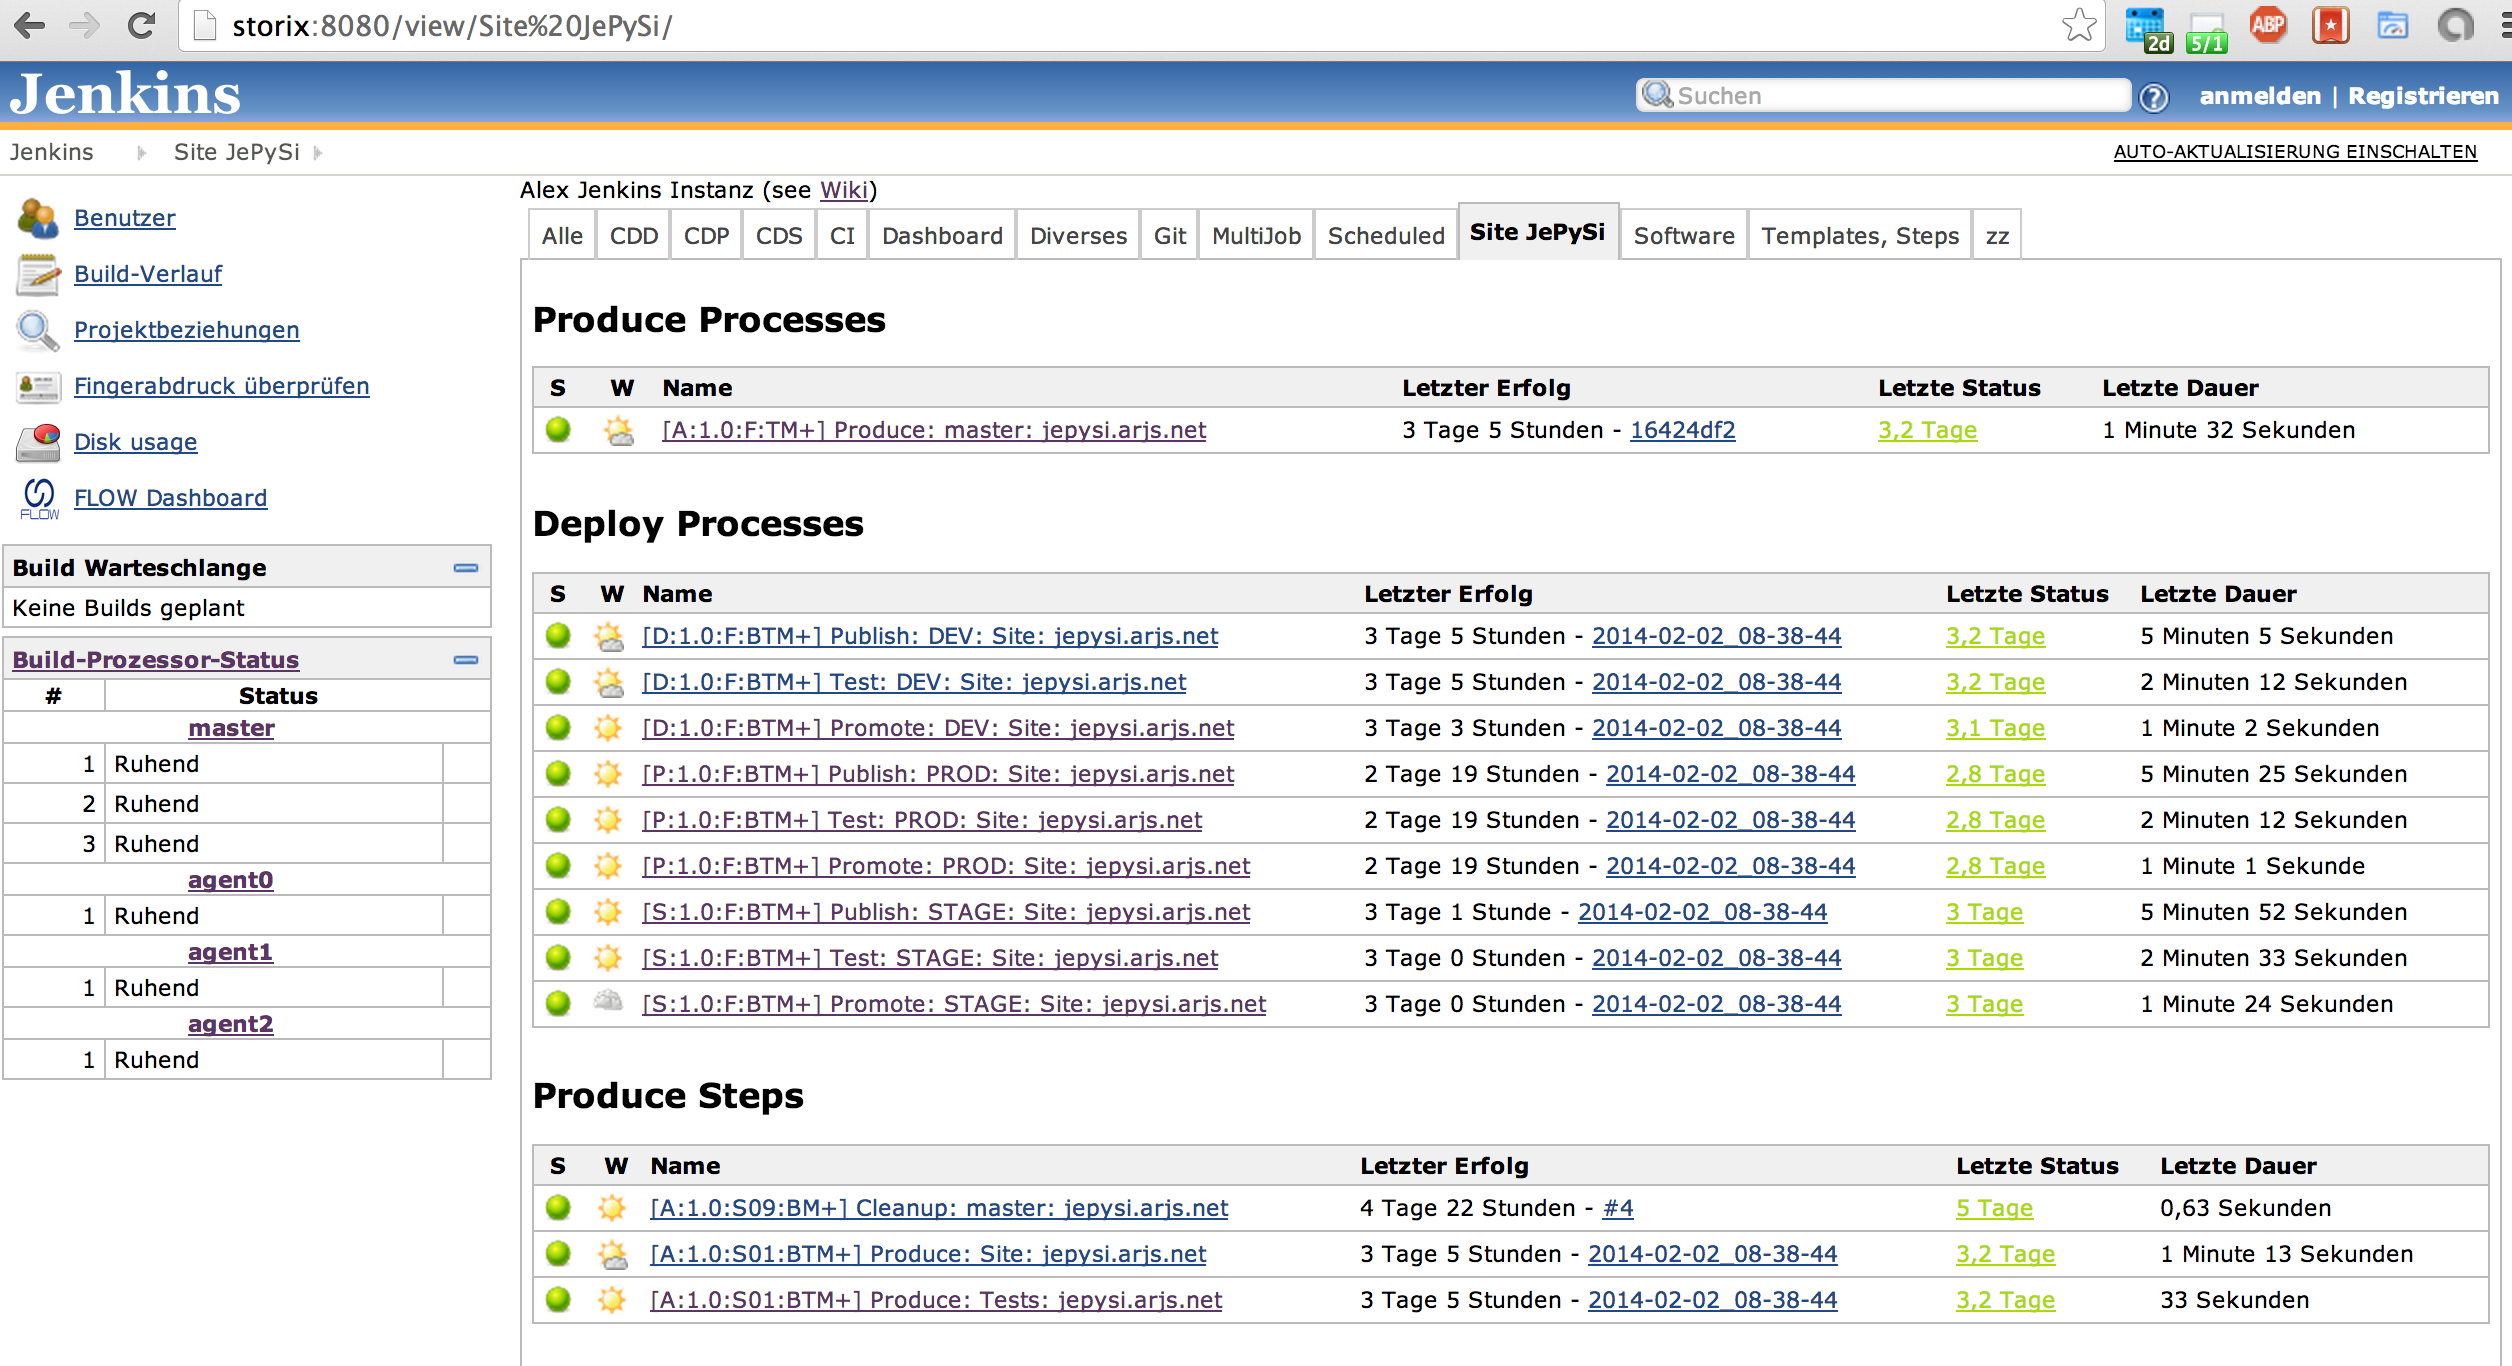 storix:8080/view/Site%20JePySi/
2d
5/1
ABP
Jenkins
Suchen
?
anmelden | Registrieren
Jenkins
Site JePySi
AUTO-AKTUALISIERUNG EINSCHALTEN
Benutzer
Build-Verlauf
Projektbeziehungen
Fingerabdruck überprüfen
Disk usage
FLOW
FLOW Dashboard
Build Warteschlange
Keine Builds geplant
Build-Prozessor-Status
# Status
master
1 Ruhend
2 Ruhend
3 Ruhend
agent0
1 Ruhend
agent1
1 Ruhend
agent2
1 Ruhend
Alex Jenkins Instanz (see Wiki)
Alle CDD CDP CDS CI Dashboard Diverses Git MultiJob Scheduled Site JePySi Software Templates, Steps zz
Produce Processes
S W Name Letzter Erfolg Letzte Status Letzte Dauer
[A:1.0:F:TM+] Produce: master: jepysi.arjs.net 3 Tage 5 Stunden - 16424df2 3,2 Tage 1 Minute 32 Sekunden
Deploy Processes
S W Name Letzter Erfolg Letzte Status Letzte Dauer
[D:1.0:F:BTM+] Publish: DEV: Site: jepysi.arjs.net 3 Tage 5 Stunden - 2014-02-02_08-38-44 3,2 Tage 5 Minuten 5 Sekunden
[D:1.0:F:BTM+] Test: DEV: Site: jepysi.arjs.net 3 Tage 5 Stunden - 2014-02-02_08-38-44 3,2 Tage 2 Minuten 12 Sekunden
[D:1.0:F:BTM+] Promote: DEV: Site: jepysi.arjs.net 3 Tage 3 Stunden - 2014-02-02_08-38-44 3,1 Tage 1 Minute 2 Sekunden
[P:1.0:F:BTM+] Publish: PROD: Site: jepysi.arjs.net 2 Tage 19 Stunden - 2014-02-02_08-38-44 2,8 Tage 5 Minuten 25 Sekunden
[P:1.0:F:BTM+] Test: PROD: Site: jepysi.arjs.net 2 Tage 19 Stunden - 2014-02-02_08-38-44 2,8 Tage 2 Minuten 12 Sekunden
[P:1.0:F:BTM+] Promote: PROD: Site: jepysi.arjs.net 2 Tage 19 Stunden - 2014-02-02_08-38-44 2,8 Tage 1 Minute 1 Sekunde
[S:1.0:F:BTM+] Publish: STAGE: Site: jepysi.arjs.net 3 Tage 1 Stunde - 2014-02-02_08-38-44 3 Tage 5 Minuten 52 Sekunden
[S:1.0:F:BTM+] Test: STAGE: Site: jepysi.arjs.net 3 Tage 0 Stunden - 2014-02-02_08-38-44 3 Tage 2 Minuten 33 Sekunden
[S:1.0:F:BTM+] Promote: STAGE: Site: jepysi.arjs.net 3 Tage 0 Stunden - 2014-02-02_08-38-44 3 Tage 1 Minute 24 Sekunden
Produce Steps
S W Name Letzter Erfolg Letzte Status Letzte Dauer
[A:1.0:S09:BM+] Cleanup: master: jepysi.arjs.net 4 Tage 22 Stunden - #4 5 Tage 0,63 Sekunden
[A:1.0:S01:BTM+] Produce: Site: jepysi.arjs.net 3 Tage 5 Stunden - 2014-02-02_08-38-44 3,2 Tage 1 Minute 13 Sekunden
[A:1.0:S01:BTM+] Produce: Tests: jepysi.arjs.net 3 Tage 5 Stunden - 2014-02-02_08-38-44 3,2 Tage 33 Sekunden